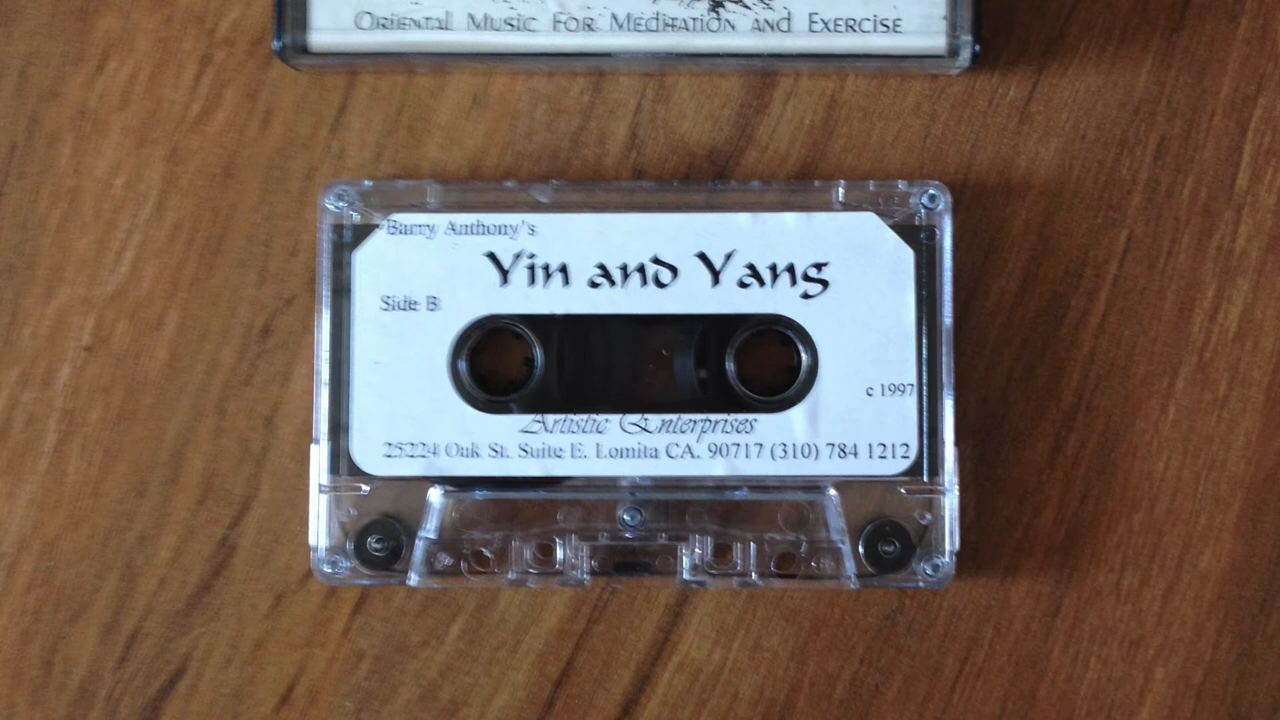 Oriental Music For Meditation and Exercise
Barry Anthony's
Yin and Yang
Side B
c 1997
Artistic Enterprises
25224 Oak St. Suite E. Lomita CA. 90717 (310) 784 1212